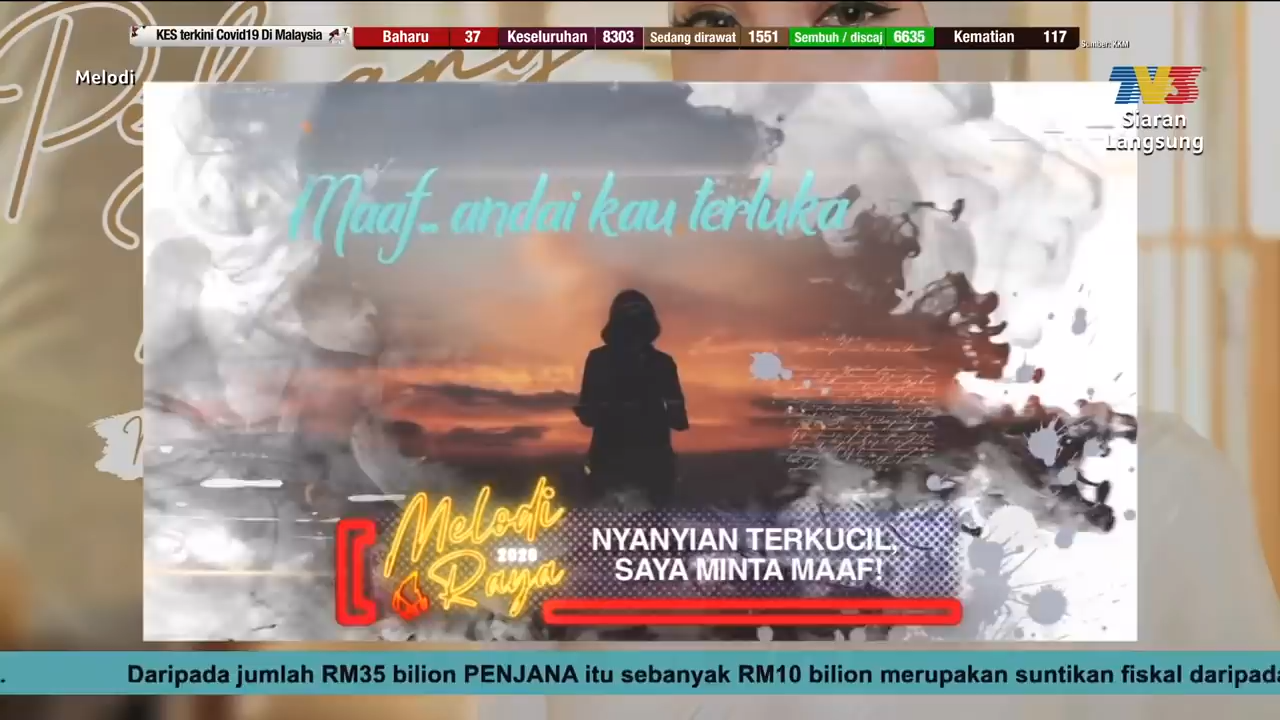 KES terkini Covid19 Di Malaysia Baharu 37 Keseluruhan 8303 Sedang dirawat 1551 Sembuh / discaj 6635 Kematian 117
Sumber: KKM
Melodi
TV3
Siaran
Langsung
Maaf.. andai kau terluka
Melodi
2020
Raya
NYANYIAN TERKUCIL,
SAYA MINTA MAAF!
. Daripada jumlah RM35 bilion PENJANA itu sebanyak RM10 bilion merupakan suntikan fiskal daripada